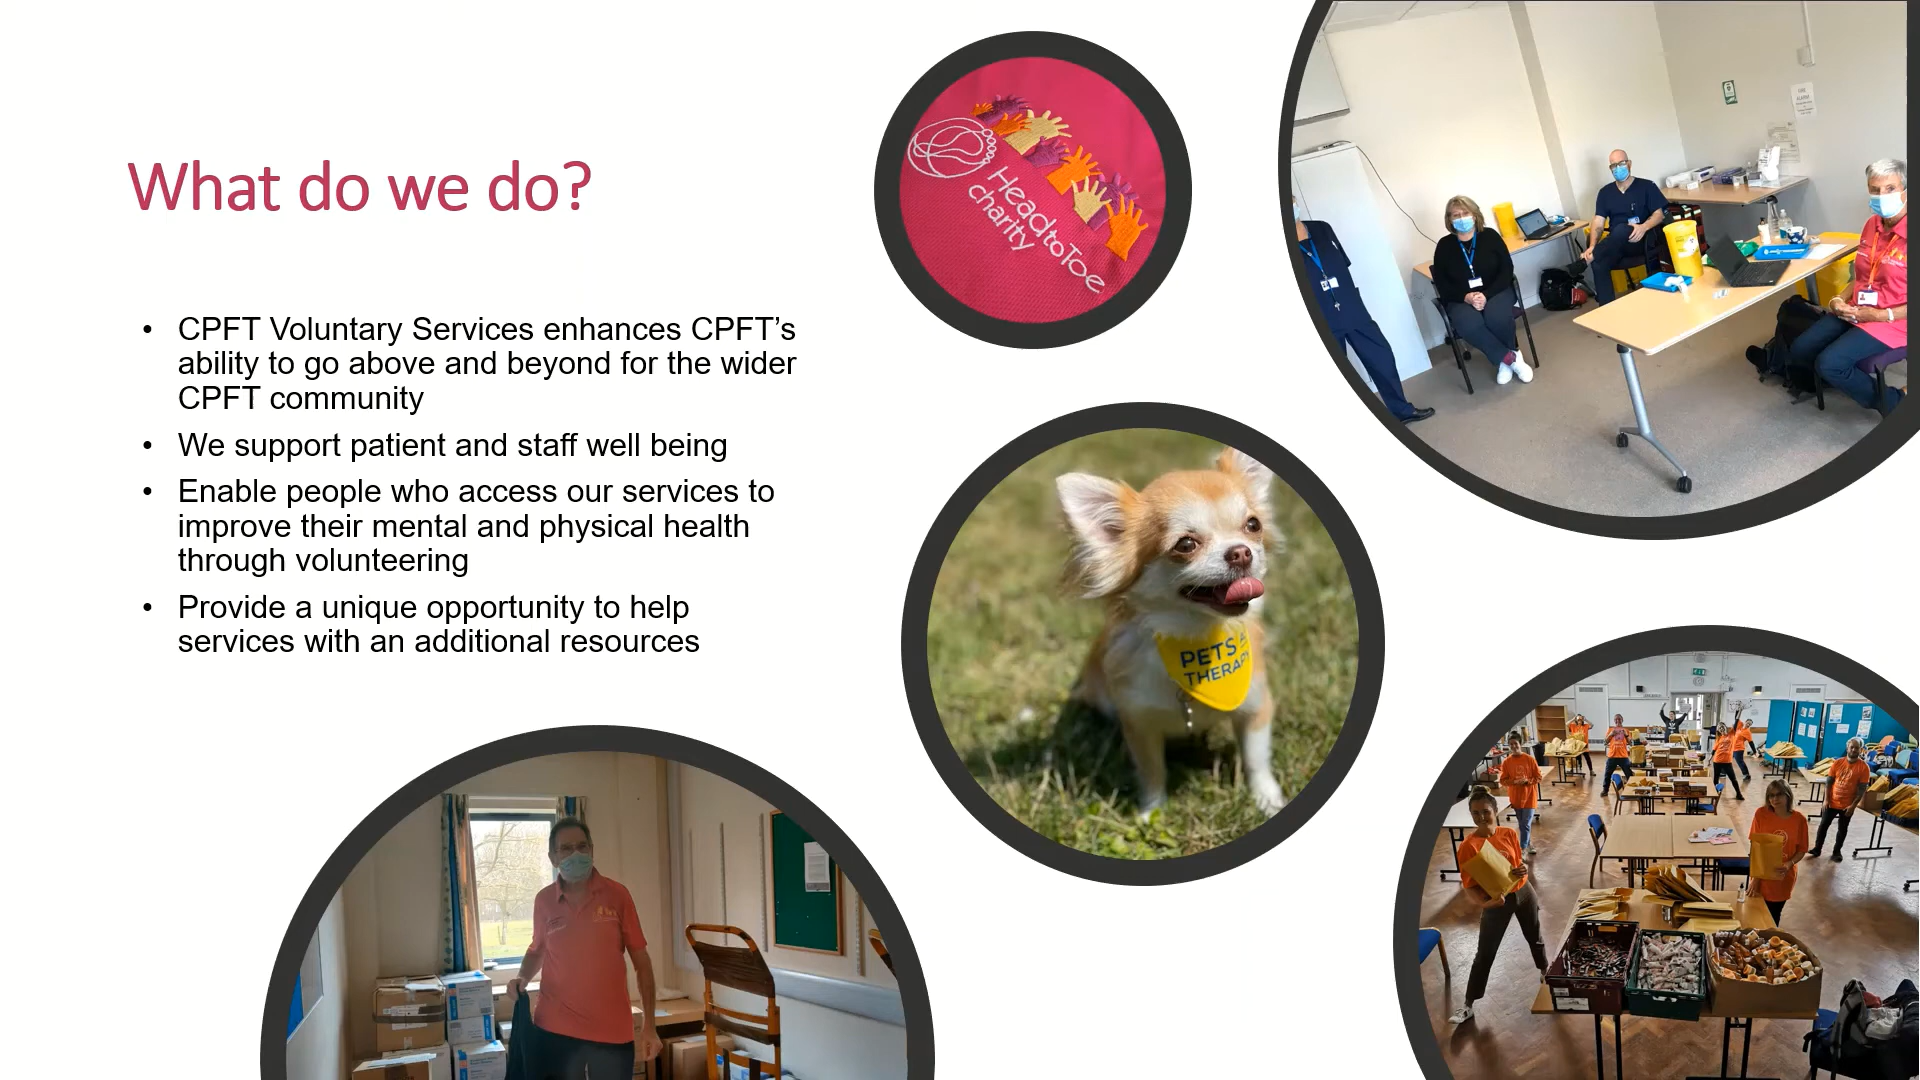 What do we do?
• CPFT Voluntary Services enhances CPFT’s
ability to go above and beyond for the wider
CPFT community
• We support patient and staff well being
• Enable people who access our services to
improve their mental and physical health
through volunteering
• Provide a unique opportunity to help
services with an additional resources
HeadtoToe
charity
PETS A
THERAPY